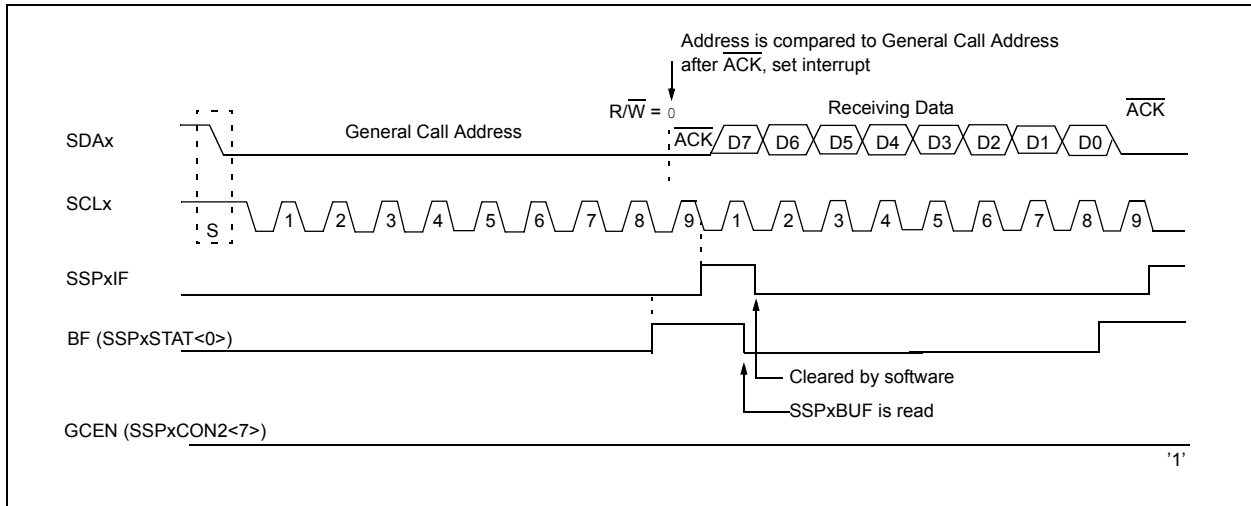 Address is compared to General Call Address
after ACK, set interrupt
R/W = 0
Receiving Data
ACK
SDAx
General Call Address
ACK D7 D6 D5 D4 D3 D2 D1 D0
SCLx
S
1 2 3 4 5 6 7 8 9 1 2 3 4 5 6 7 8 9
SSPxIF
BF (SSPxSTAT<0>)
Cleared by software
SSPxBUF is read
GCEN (SSPxCON2<7>)
'1'